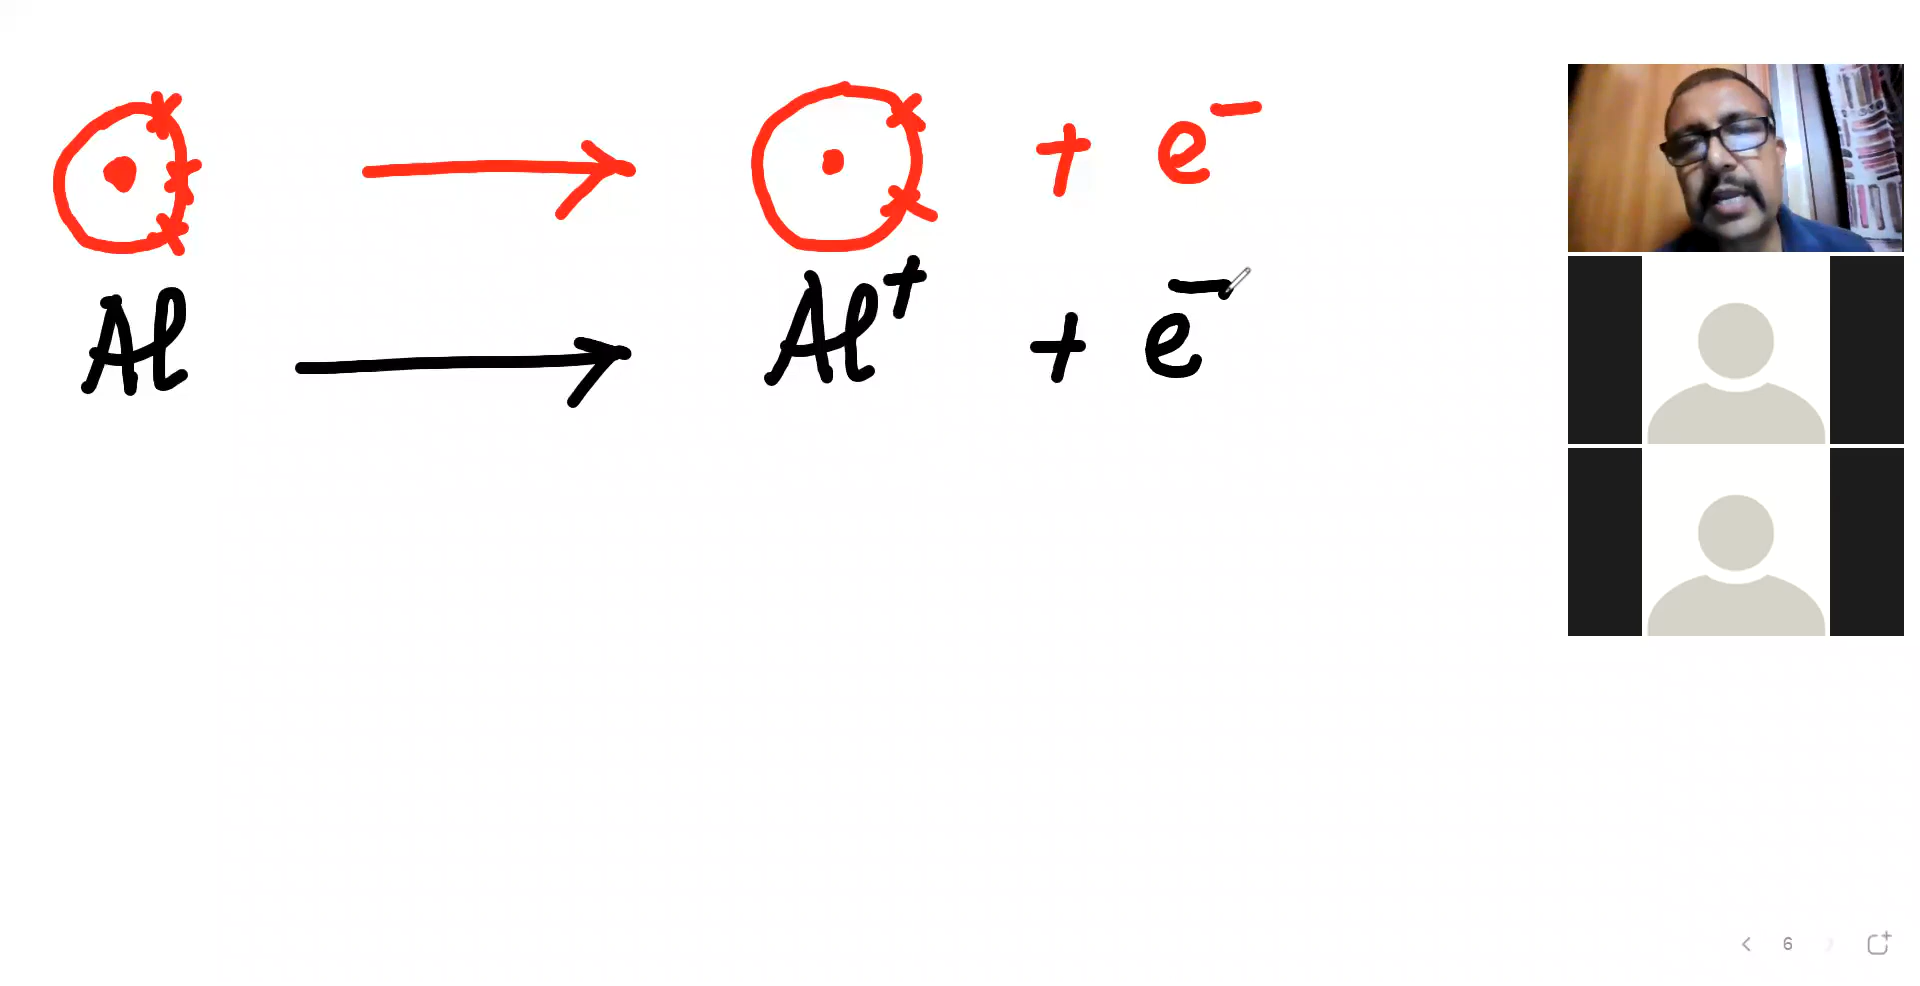 + e⁻
Al → Al⁺ + e⁻
6